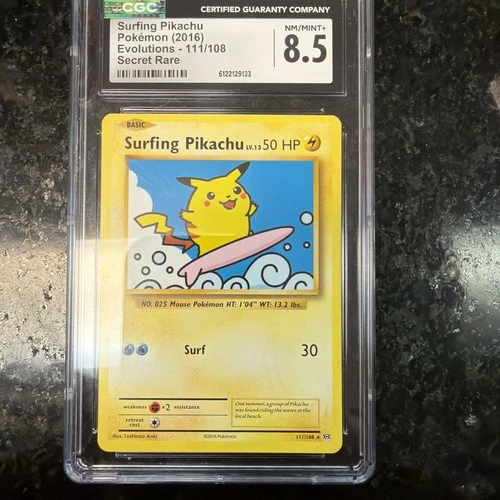 CGC
CERTIFIED GUARANTY COMPANY
Surfing Pikachu
Pokémon (2016)
Evolutions - 111/108
Secret Rare
NM/MINT+
8.5
6122129133
BASIC
Surfing Pikachu LV.13 50 HP
NO. 025 Mouse Pokémon HT: 1'04" WT: 13.2 lbs.
Surf 30
weakness ×2 resistance
retreat cost
One summer, a group of Pikachu
was found riding the waves at the
local beach.
Illus. Toshinao Aoki
©2016 Pokémon
111/108 ★